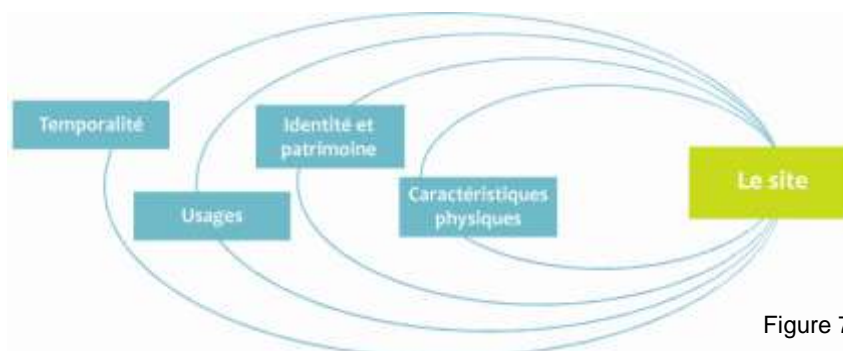 Temporalité
Identité et
patrimoine
Usages
Caractéristiques
physiques
Le site
Figure 7